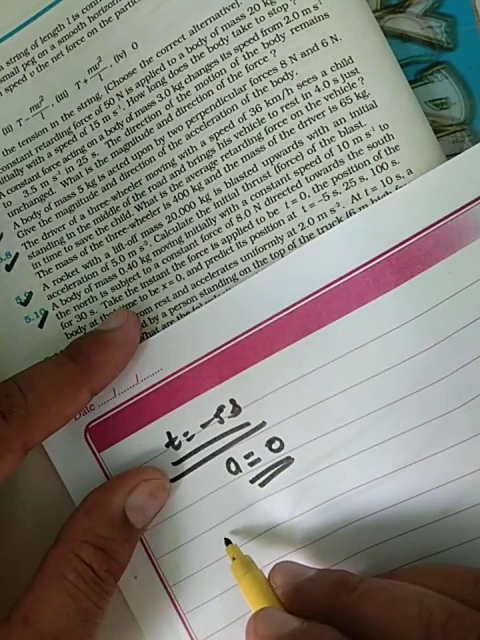 a string of length l is
small peg on a smooth horizon
speed v the net force on the partic
(ii) T - mv²/l, (iii) T + mv²/l, (iv) 0
the tension in the string. [Choose the correct alternative].
constant retarding force of 50 N is applied to a body of mass 20 kg
ially with a speed of 15 m s⁻¹. How long does the body take to stop ?
constant force acting on a body of mass 3.0 kg changes its speed from 2.0 m s⁻¹
to 3.5 m s⁻¹ in 25 s. The direction of the motion of the body remains
What is the magnitude and direction of the force ?
A body of mass 5 kg is acted upon by two perpendicular forces 8 N and 6 N.
Give the magnitude and direction of the acceleration of the body.
The driver of a three-wheeler moving with a speed of 36 km/h sees a child
standing in the middle of the road and brings his vehicle to rest in 4.0 s just
in time to save the child. What is the average retarding force on the vehicle ?
The mass of the three-wheeler is 400 kg and the mass of the driver is 65 kg.
A rocket with a lift-off mass 20,000 kg is blasted upwards with an initial
acceleration of 5.0 m s⁻². Calculate the initial thrust (force) of the blast.
5.10 A body of mass 0.40 kg moving initially with a constant speed of 10 m s⁻¹ to
the north is subject to a constant force of 8.0 N directed towards the south
for 30 s. Take the instant the force is applied to be t = 0, the position of the
body at time to be x = 0, and predict its position at t = -5 s, 25 s, 100 s.
om rest and accelerates uniformly at 2.0 m s⁻². At t = 10 s, a
d by a person standing on the top of the truck (6 m
hat are the
Date ....../....../......
t = -5s
a = 0